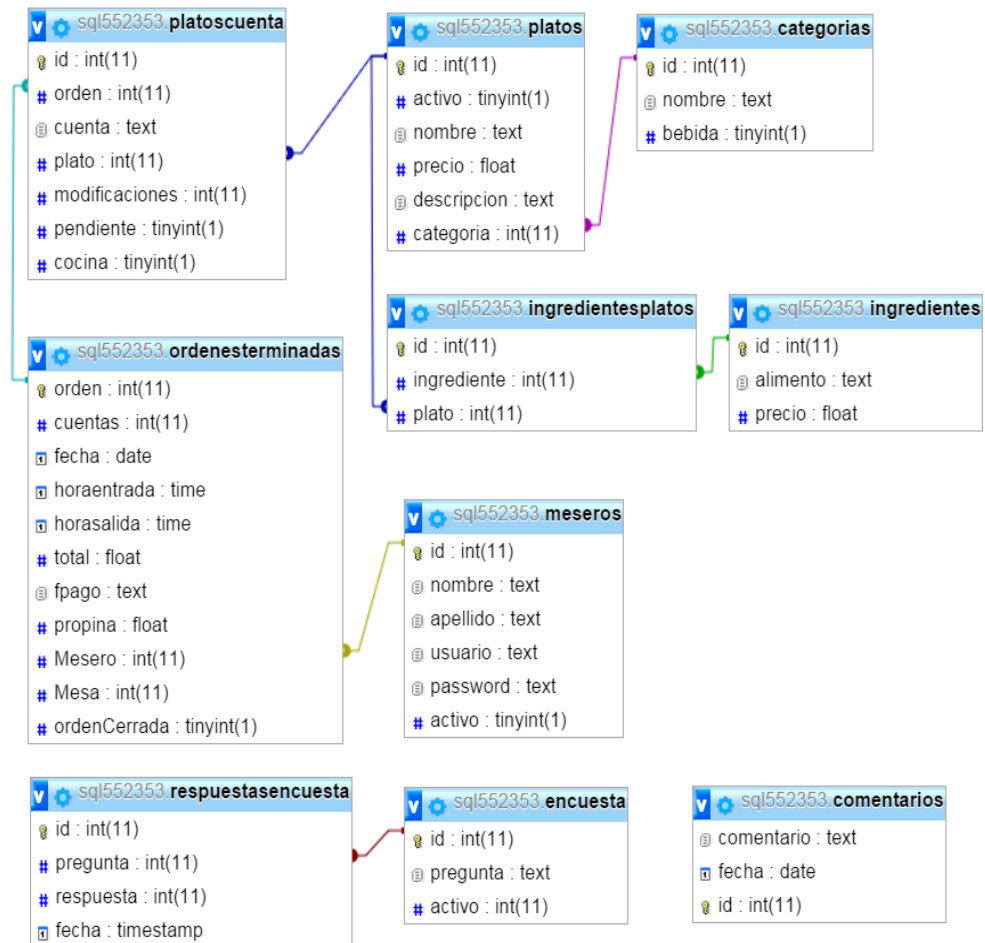 sql552353.platoscuenta
id : int(11)
orden : int(11)
cuenta : text
plato : int(11)
modificaciones : int(11)
pendiente : tinyint(1)
cocina : tinyint(1)
sql552353.platos
id : int(11)
activo : tinyint(1)
nombre : text
precio : float
descripcion : text
categoria : int(11)
sql552353.categorias
id : int(11)
nombre : text
bebida : tinyint(1)
sql552353.ingredientesplatos
id : int(11)
ingrediente : int(11)
plato : int(11)
sql552353.ingredientes
id : int(11)
alimento : text
precio : float
sql552353.ordenesterminadas
orden : int(11)
cuentas : int(11)
fecha : date
horaentrada : time
horasalida : time
total : float
fpago : text
propina : float
Mesero : int(11)
Mesa : int(11)
ordenCerrada : tinyint(1)
sql552353.meseros
id : int(11)
nombre : text
apellido : text
usuario : text
password : text
activo : tinyint(1)
sql552353.respuestasencuesta
id : int(11)
pregunta : int(11)
respuesta : int(11)
fecha : timestamp
sql552353.encuesta
id : int(11)
pregunta : text
activo : int(11)
sql552353.comentarios
comentario : text
fecha : date
id : int(11)